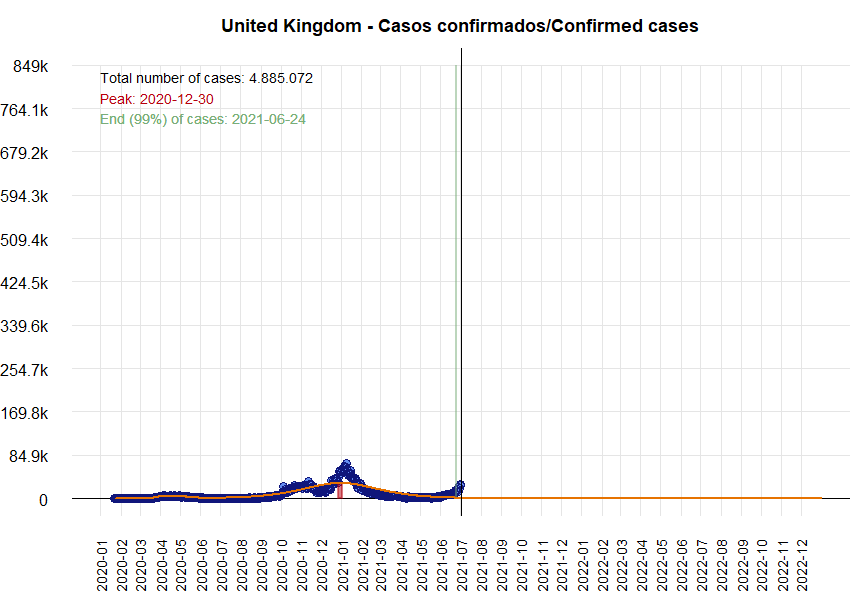 United Kingdom - Casos confirmados/Confirmed cases
849k
Total number of cases: 4.885.072
Peak: 2020-12-30
764.1k
End (99%) of cases: 2021-06-24
679.2k
594.3k
509.4k
424.5k
339.6k
254.7k
169.8k
84.9k
0
2020-01
2020-02
2020-03
2020-04
2020-05
2020-06
2020-07
2020-08
2020-09
2020-10
2020-11
2020-12
2021-01
2021-02
2021-03
2021-04
2021-05
2021-06
2021-07
2021-08
2021-09
2021-10
2021-11
2021-12
2022-01
2022-02
2022-03
2022-04
2022-05
2022-06
2022-07
2022-08
2022-09
2022-10
2022-11
2022-12